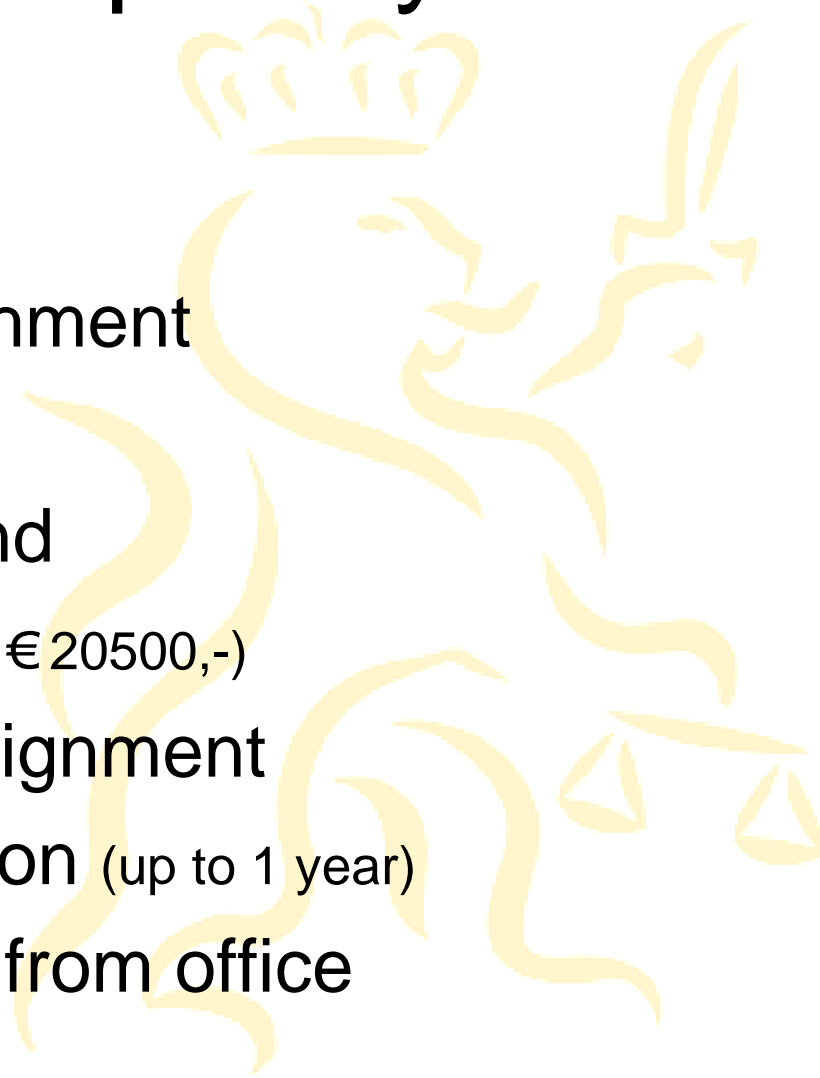 nment
nd
€20500,-)
ignment
on (up to 1 year)
from office